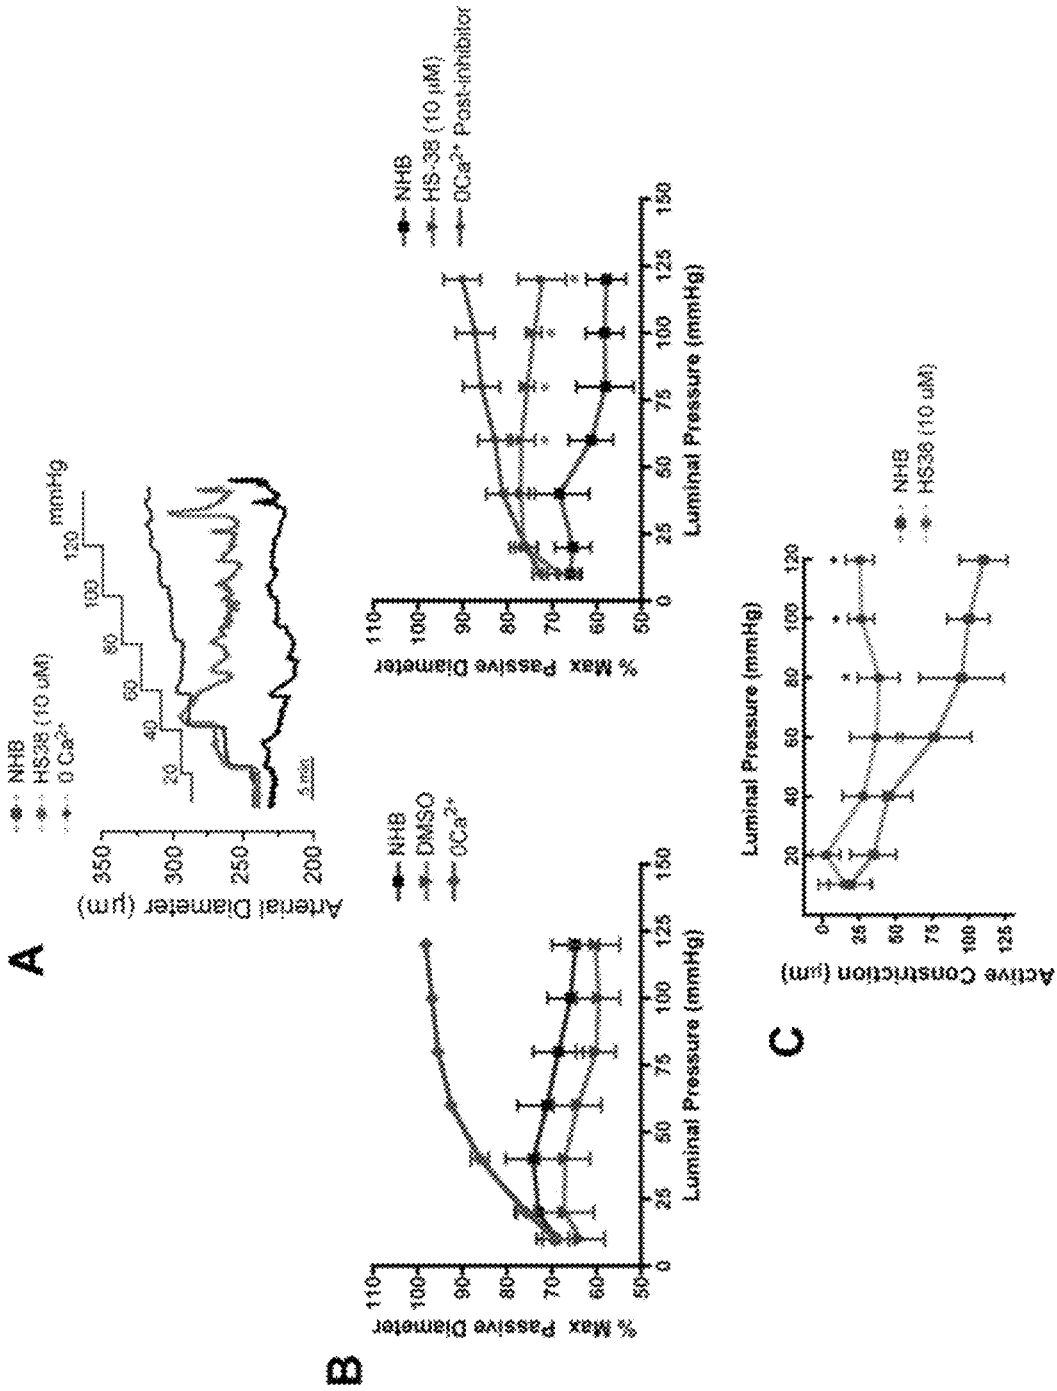 A
NHB
HS38 (10 uM)
0 Ca2+
Arterial Diameter (μm)
350
300
250
200
20
40
60
80
100
120
mmHg
5 min
B
% Max Passive Diameter
110
100
90
80
70
60
50
0
25
50
75
100
125
150
Luminal Pressure (mmHg)
NHB
DMSO
0Ca2+
% Max Passive Diameter
110
100
90
80
70
60
50
0
25
50
75
100
125
150
Luminal Pressure (mmHg)
NHB
HS-38 (10 μM)
0Ca2+ Post-inhibitor
C
Luminal Pressure (mmHg)
20
40
60
80
100
120
Active Constriction (μm)
0
25
50
75
100
125
NHB
HS38 (10 uM)